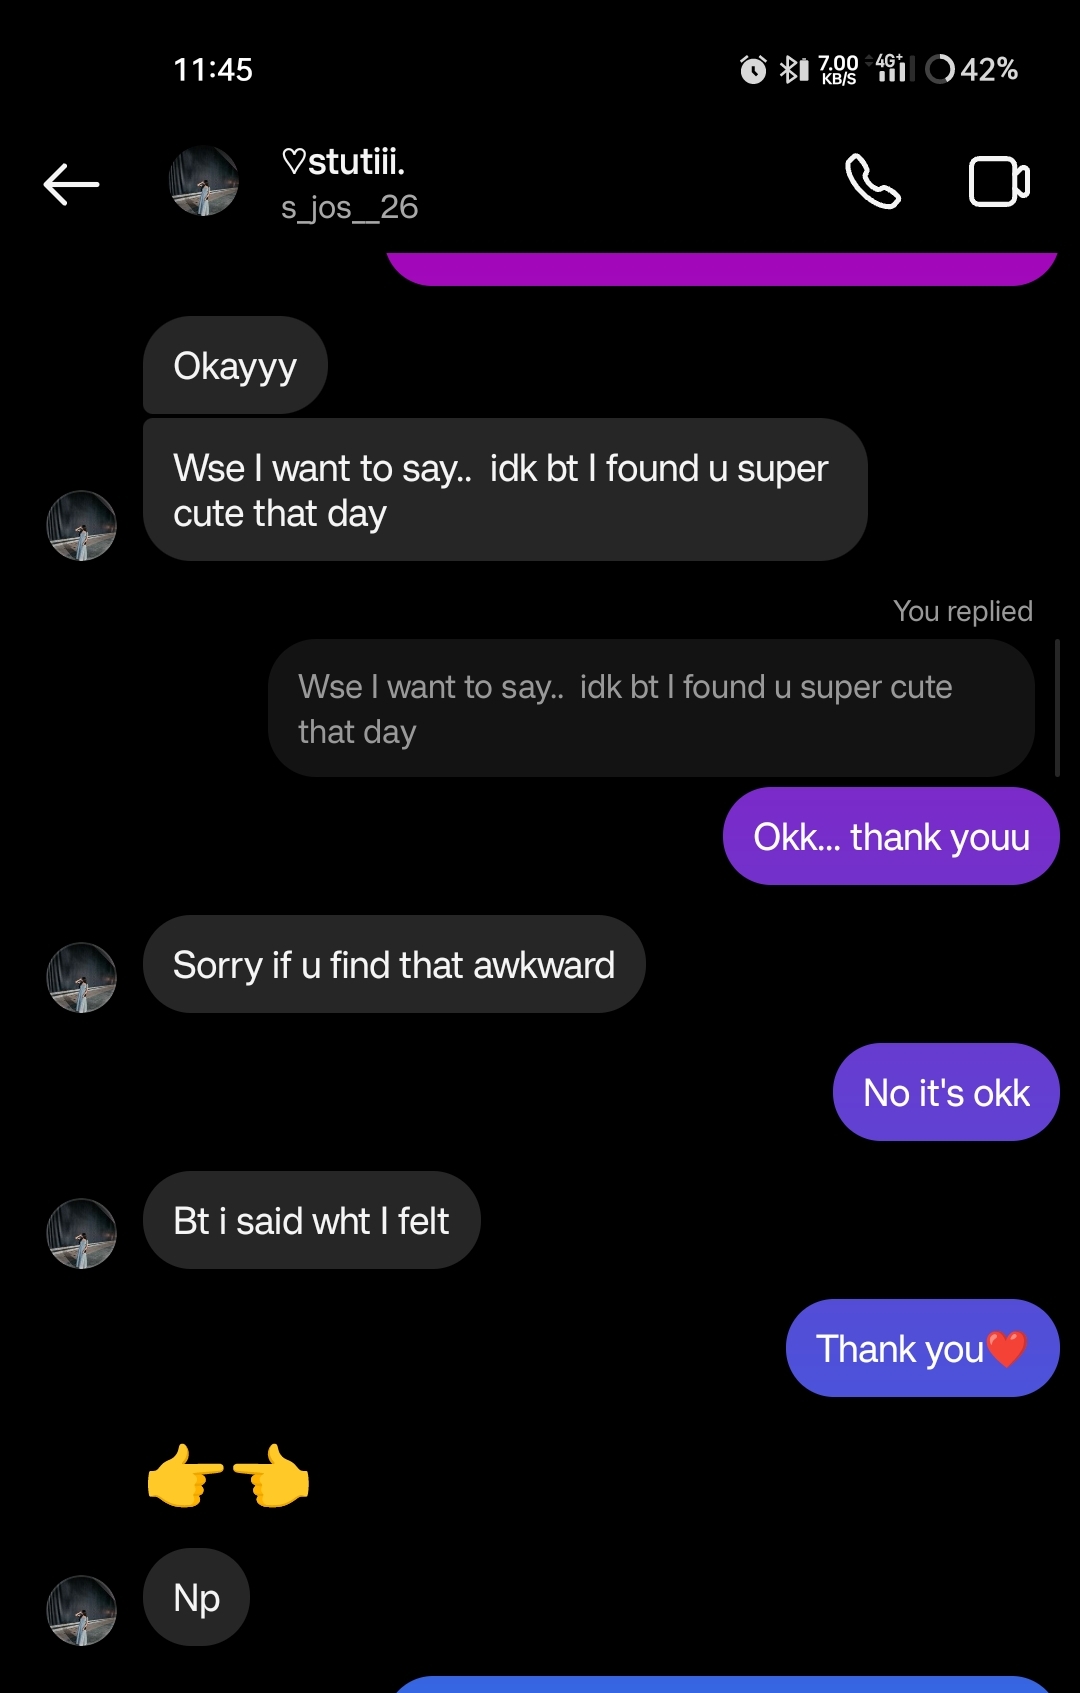 11:45
7.00
KB/S
4G+
42%
♡stutiii.
s_jos__26
Okayyy
Wse I want to say..  idk bt I found u super
cute that day
You replied
Wse I want to say..  idk bt I found u super cute
that day
Okk... thank youu
Sorry if u find that awkward
No it's okk
Bt i said wht I felt
Thank you❤️
👉👈
Np